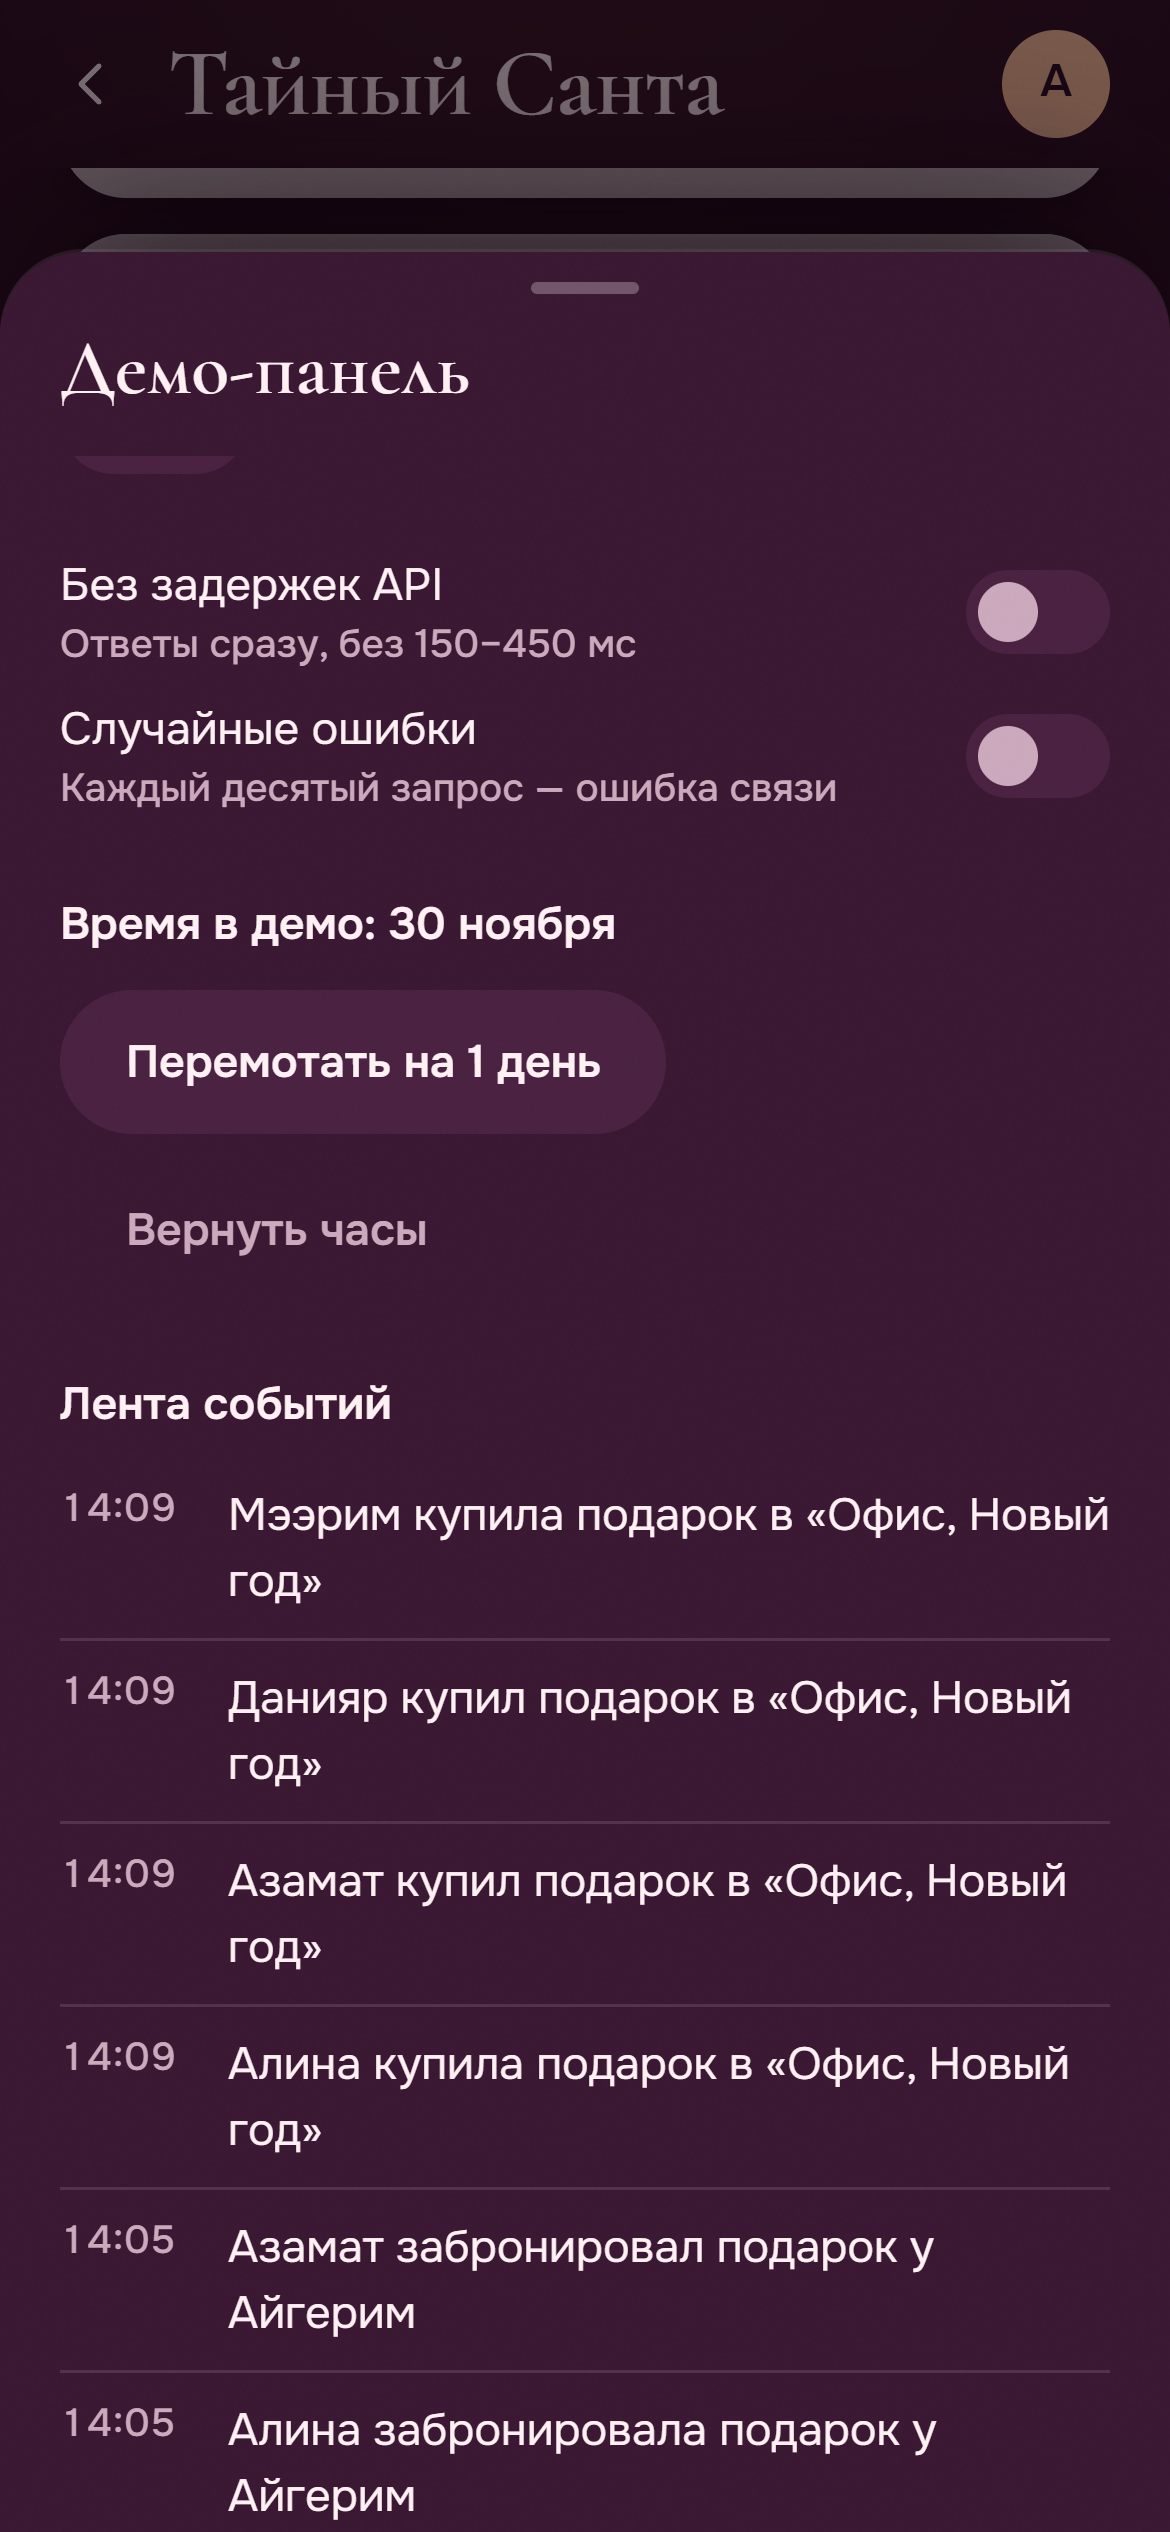 Тайный Санта
A
Демо-панель
Без задержек API
Ответы сразу, без 150–450 мс
Случайные ошибки
Каждый десятый запрос — ошибка связи
Время в демо: 30 ноября
Перемотать на 1 день
Вернуть часы
Лента событий
14:09 Мээрим купила подарок в «Офис, Новый
год»
14:09 Данияр купил подарок в «Офис, Новый
год»
14:09 Азамат купил подарок в «Офис, Новый
год»
14:09 Алина купила подарок в «Офис, Новый
год»
14:05 Азамат забронировал подарок у
Айгерим
14:05 Алина забронировала подарок у
Айгерим